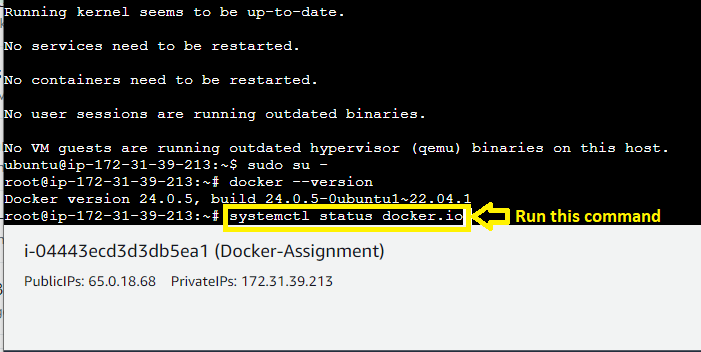 Running kernel seems to be up-to-date.
No services need to be restarted.
No containers need to be restarted.
No user sessions are running outdated binaries.
No VM guests are running outdated hypervisor (qemu) binaries on this host.
ubuntu@ip-172-31-39-213:~$ sudo su -
root@ip-172-31-39-213:~# docker --version
Docker version 24.0.5, build 24.0.5-0ubuntu1~22.04.1
root@ip-172-31-39-213:~# systemctl status docker.io Run this command
i-04443ecd3d3db5ea1 (Docker-Assignment)
PublicIPs: 65.0.18.68 PrivateIPs: 172.31.39.213